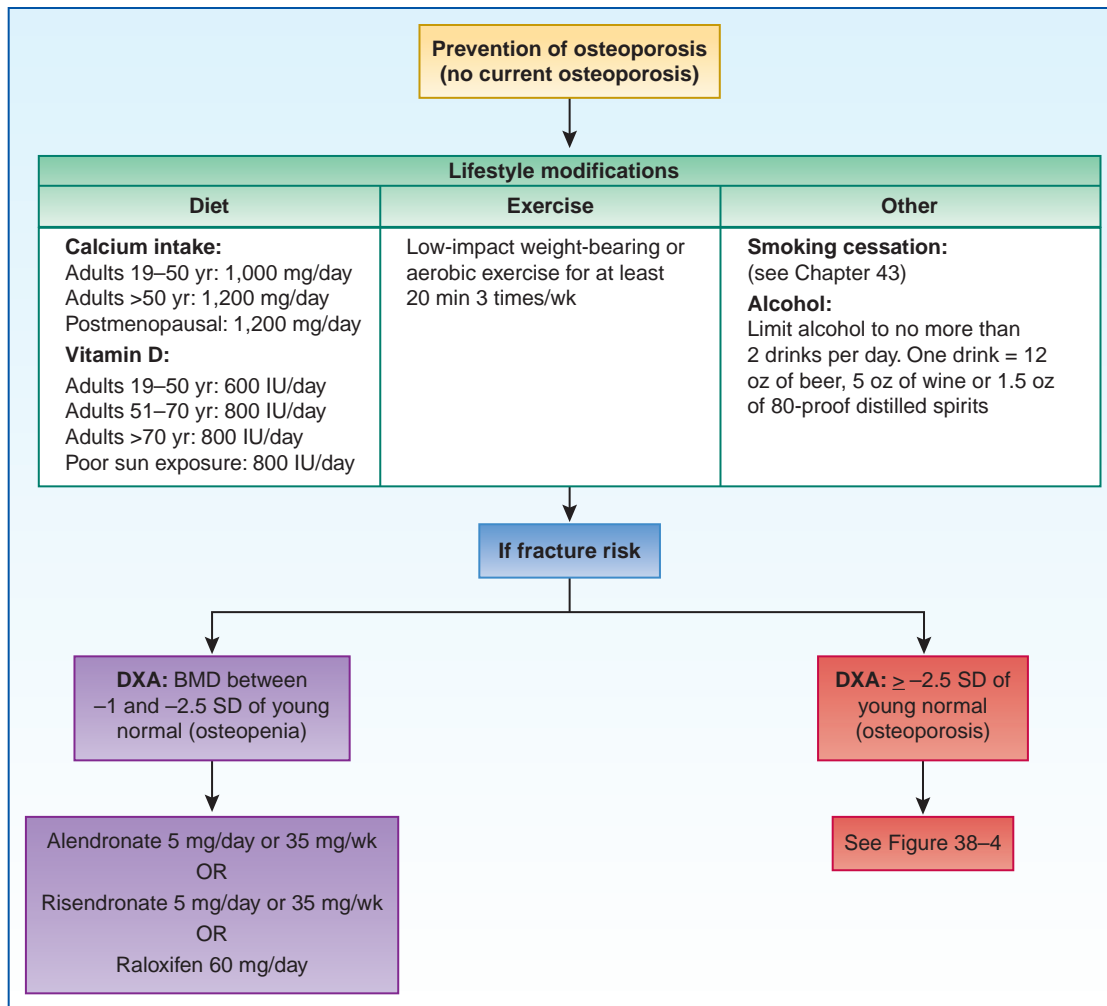 Prevention of osteoporosis
(no current osteoporosis)
Lifestyle modifications
Diet
Exercise
Other
Calcium intake:
Adults 19–50 yr: 1,000 mg/day
Adults >50 yr: 1,200 mg/day
Postmenopausal: 1,200 mg/day
Vitamin D:
Adults 19–50 yr: 600 IU/day
Adults 51–70 yr: 800 IU/day
Adults >70 yr: 800 IU/day
Poor sun exposure: 800 IU/day
Low-impact weight-bearing or
aerobic exercise for at least
20 min 3 times/wk
Smoking cessation:
(see Chapter 43)
Alcohol:
Limit alcohol to no more than
2 drinks per day. One drink = 12
oz of beer, 5 oz of wine or 1.5 oz
of 80-proof distilled spirits
If fracture risk
DXA: BMD between
–1 and –2.5 SD of young
normal (osteopenia)
DXA: ≥ –2.5 SD of
young normal
(osteoporosis)
Alendronate 5 mg/day or 35 mg/wk
OR
Risendronate 5 mg/day or 35 mg/wk
OR
Raloxifen 60 mg/day
See Figure 38–4